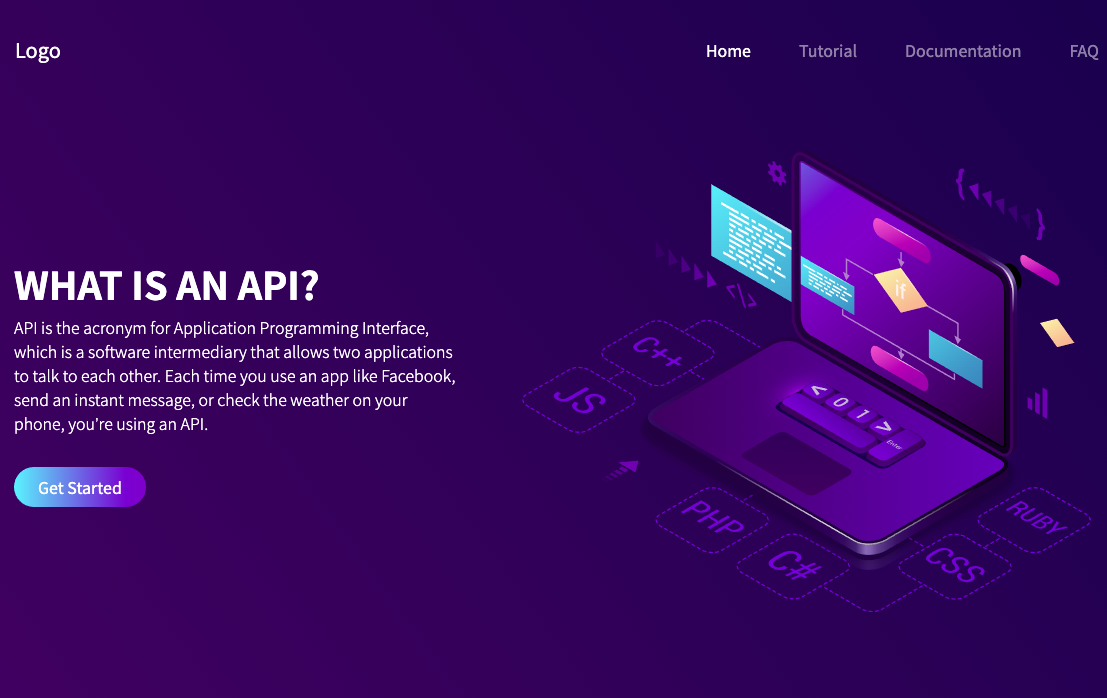 Logo
Home Tutorial Documentation FAQ
WHAT IS AN API?
API is the acronym for Application Programming Interface,
which is a software intermediary that allows two applications
to talk to each other. Each time you use an app like Facebook,
send an instant message, or check the weather on your
phone, you're using an API.
Get Started
{ }
</>
if
C++
JS
< 0 1 >
Enter
PHP
C#
CSS
RUBY